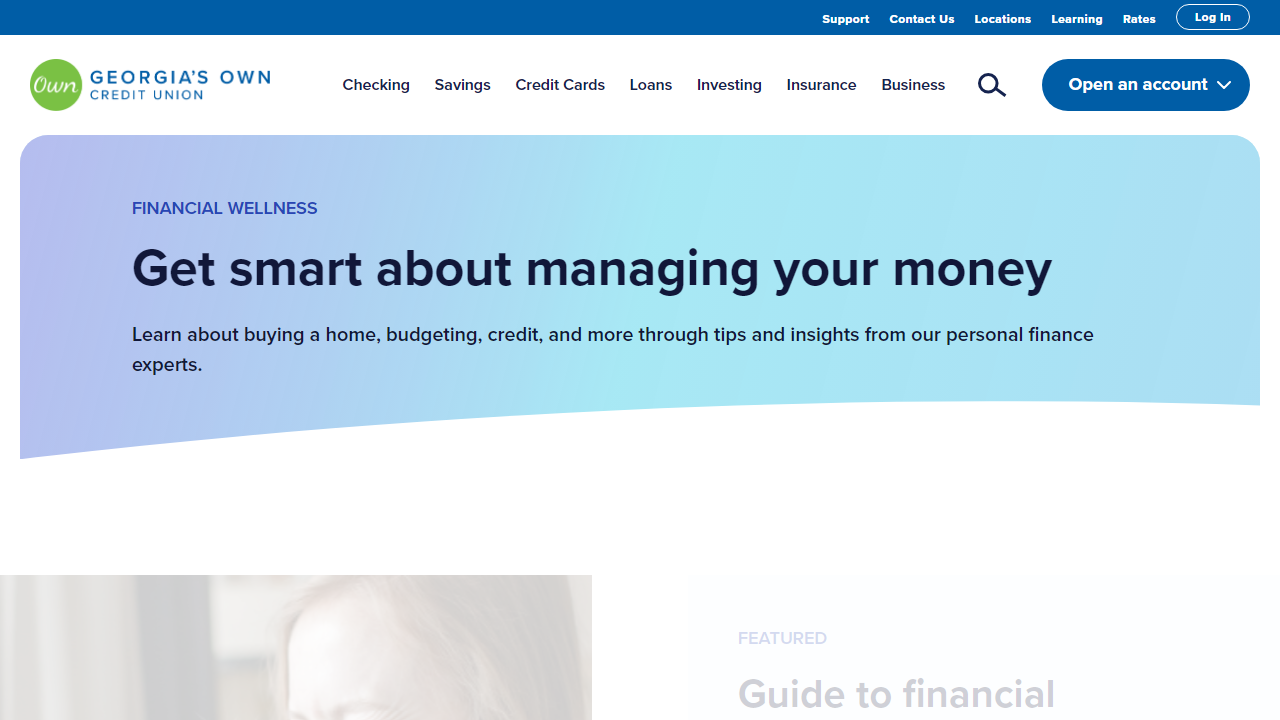 Support Contact Us Locations Learning Rates Log In
Own GEORGIA'S OWN
CREDIT UNION
Checking Savings Credit Cards Loans Investing Insurance Business Open an account
FINANCIAL WELLNESS
Get smart about managing your money
Learn about buying a home, budgeting, credit, and more through tips and insights from our personal finance
experts.
FEATURED
Guide to financial